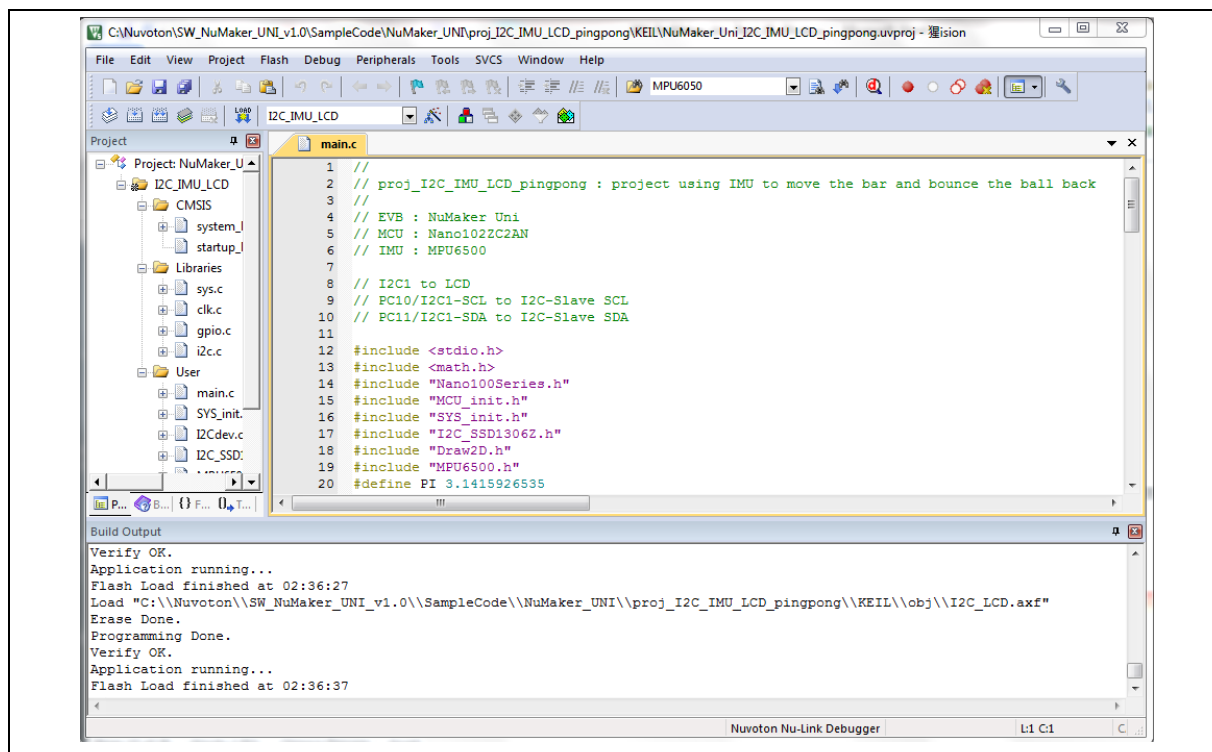 C:\Nuvoton\SW_NuMaker_UNI_v1.0\SampleCode\NuMaker_UNI\proj_I2C_IMU_LCD_pingpong\KEIL\NuMaker_Uni_I2C_IMU_LCD_pingpong.uvproj - 猩ision
File Edit View Project Flash Debug Peripherals Tools SVCS Window Help
MPU6050
LOAD I2C_IMU_LCD
Project
Project: NuMaker_U
I2C_IMU_LCD
CMSIS
system_
startup_
Libraries
sys.c
clk.c
gpio.c
i2c.c
User
main.c
SYS_init.
I2Cdev.c
I2C_SSD
P... B... {} F... 0 T...
main.c
1 //
2 // proj_I2C_IMU_LCD_pingpong : project using IMU to move the bar and bounce the ball back
3 //
4 // EVB : NuMaker Uni
5 // MCU : Nano102ZC2AN
6 // IMU : MPU6500
7
8 // I2C1 to LCD
9 // PC10/I2C1-SCL to I2C-Slave SCL
10 // PC11/I2C1-SDA to I2C-Slave SDA
11
12 #include <stdio.h>
13 #include <math.h>
14 #include "Nano100Series.h"
15 #include "MCU_init.h"
16 #include "SYS_init.h"
17 #include "I2C_SSD1306Z.h"
18 #include "Draw2D.h"
19 #include "MPU6500.h"
20 #define PI 3.1415926535
Build Output
Verify OK.
Application running...
Flash Load finished at 02:36:27
Load "C:\\Nuvoton\\SW_NuMaker_UNI_v1.0\\SampleCode\\NuMaker_UNI\\proj_I2C_IMU_LCD_pingpong\\KEIL\\obj\\I2C_LCD.axf"
Erase Done.
Programming Done.
Verify OK.
Application running...
Flash Load finished at 02:36:37
Nuvoton Nu-Link Debugger L:1 C:1 C